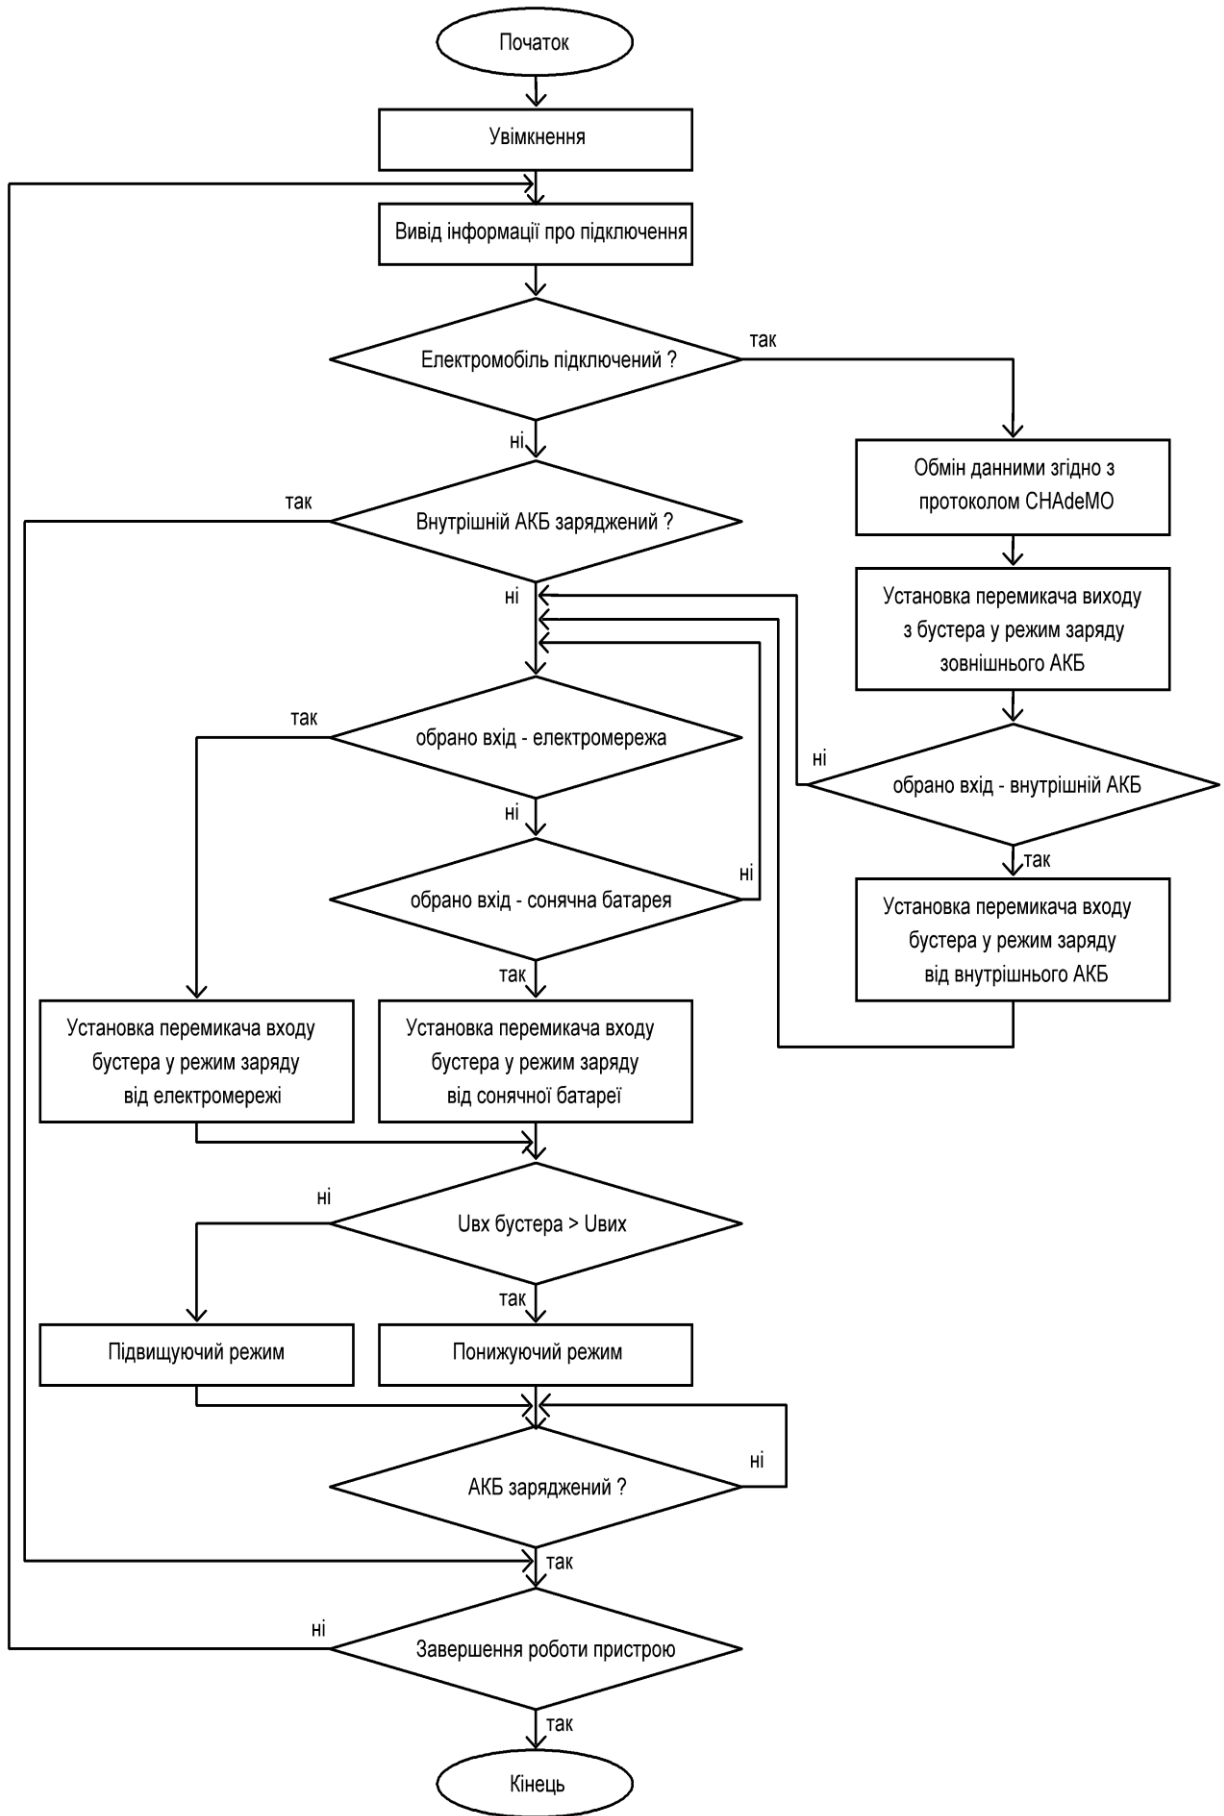 Початок
Увімкнення
Вивід інформації про підключення
Електромобіль підключений ?
так
ні
Обмін данними згідно з
протоколом CHAdeMO
так
Внутрішній АКБ заряджений ?
ні
Установка перемикача виходу
з бустера у режим заряду
зовнішнього АКБ
так
обрано вхід - електромережа
ні
ні
обрано вхід - внутрішній АКБ
так
обрано вхід - сонячна батарея
ні
так
Установка перемикача входу
бустера у режим заряду
від внутрішнього АКБ
Установка перемикача входу
бустера у режим заряду
від електромережі
Установка перемикача входу
бустера у режим заряду
від сонячної батареї
ні
Uвх бустера > Uвих
так
Підвищуючий режим
Понижуючий режим
АКБ заряджений ?
ні
так
ні
Завершення роботи пристрою
так
Кінець